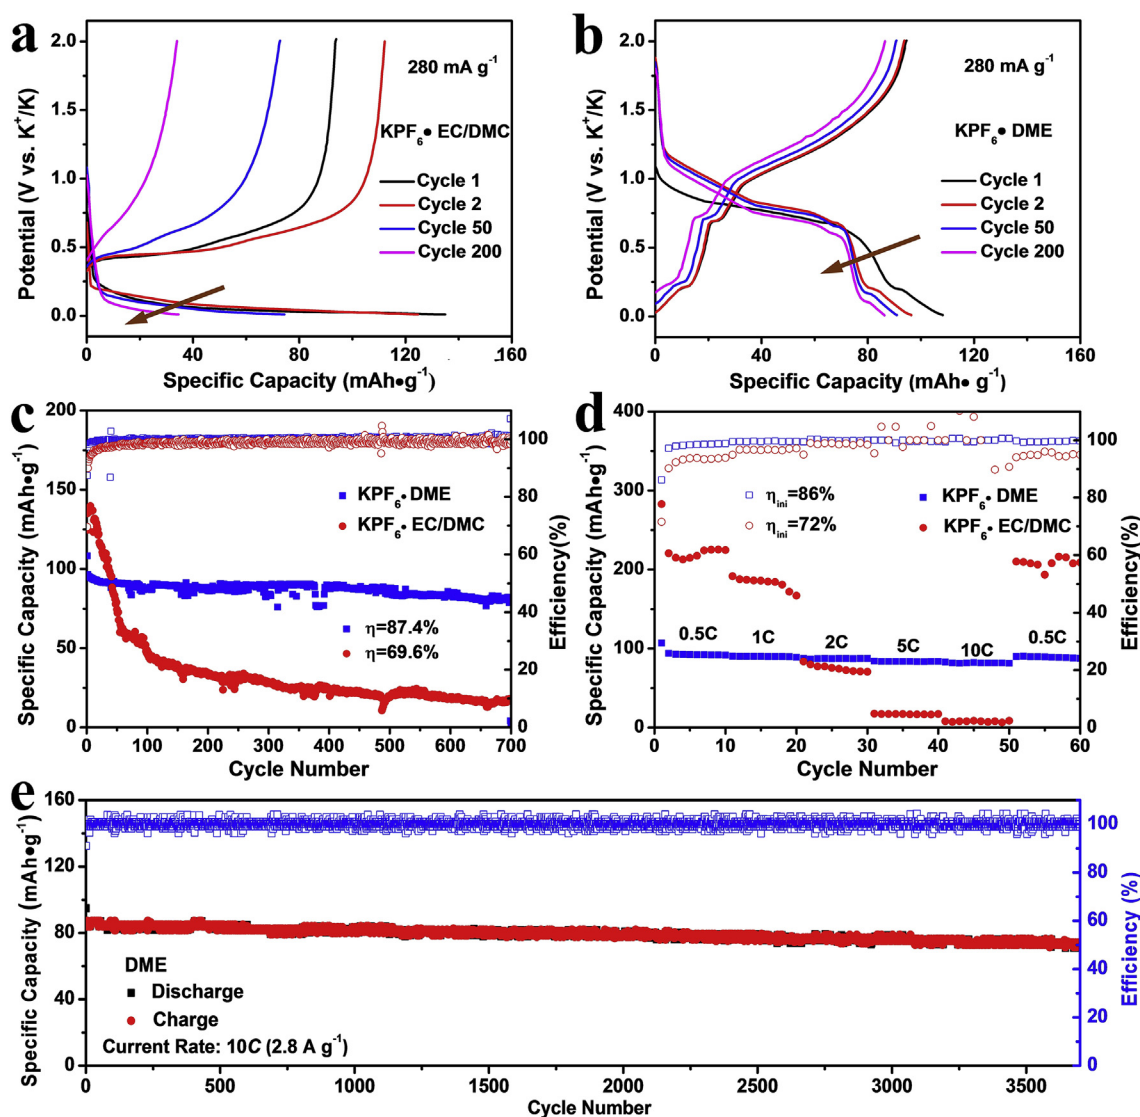 a
2.0
1.5
1.0
0.5
0.0
Potential (V vs. K⁺/K)
280 mA g⁻¹
KPF₆• EC/DMC
Cycle 1
Cycle 2
Cycle 50
Cycle 200
0 40 80 120 160
Specific Capacity (mAh•g⁻¹)
b
2.0
1.5
1.0
0.5
0.0
Potential (V vs. K⁺/K)
280 mA g⁻¹
KPF₆• DME
Cycle 1
Cycle 2
Cycle 50
Cycle 200
0 40 80 120 160
Specific Capacity (mAh• g⁻¹)
c
200
150
100
50
0
Specific Capacity (mAh•g⁻¹)
KPF₆• DME
KPF₆• EC/DMC
η=87.4%
η=69.6%
100
80
60
40
20
0
Efficiency(%)
0 100 200 300 400 500 600 700
Cycle Number
d
400
350
300
250
200
150
100
50
0
Specific Capacity (mAh•g⁻¹)
ηini=86%
ηini=72%
KPF₆• DME
KPF₆• EC/DMC
0.5C 1C 2C 5C 10C 0.5C
100
80
60
40
20
0
Efficiency(%)
0 10 20 30 40 50 60
Cycle Number
e
160
120
80
40
0
Specific Capacity (mAh•g⁻¹)
DME
Discharge
Charge
Current Rate: 10C (2.8 A g⁻¹)
100
80
60
40
20
0
Efficiency (%)
0 500 1000 1500 2000 2500 3000 3500
Cycle Number